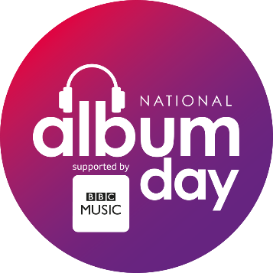 NATIONAL
album
day
supported by
BBC
MUSIC